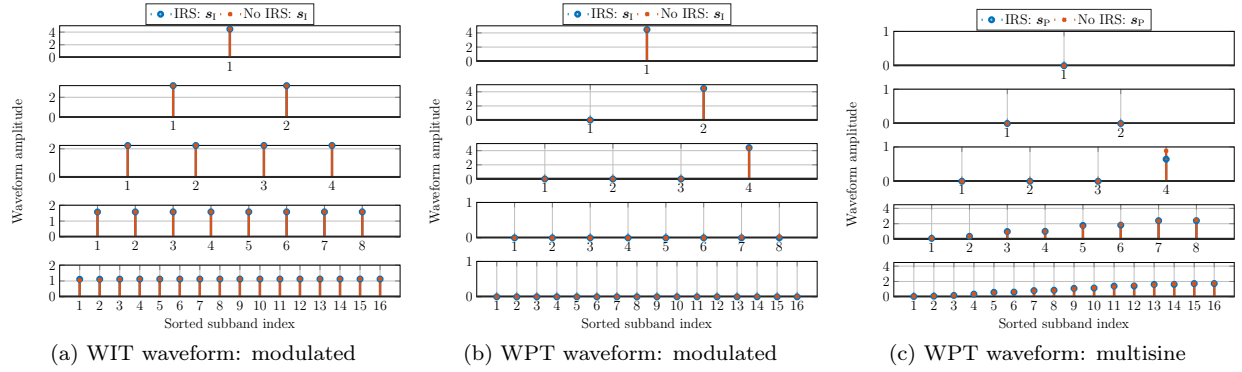 IRS: s_I No IRS: s_I
4
2
0
1
2
0
1 2
2
0
1 2 3 4
2
1
0
1 2 3 4 5 6 7 8
2
1
0
1 2 3 4 5 6 7 8 9 10 11 12 13 14 15 16
Waveform amplitude
Sorted subband index
(a) WIT waveform: modulated
IRS: s_I No IRS: s_I
4
2
0
1
4
2
0
1 2
4
2
0
1 2 3 4
1
0
1 2 3 4 5 6 7 8
1
0
1 2 3 4 5 6 7 8 9 10 11 12 13 14 15 16
Waveform amplitude
Sorted subband index
(b) WPT waveform: modulated
IRS: s_P No IRS: s_P
1
0
1
1
0
1 2
1
0
1 2 3 4
4
2
0
1 2 3 4 5 6 7 8
4
2
0
1 2 3 4 5 6 7 8 9 10 11 12 13 14 15 16
Waveform amplitude
Sorted subband index
(c) WPT waveform: multisine